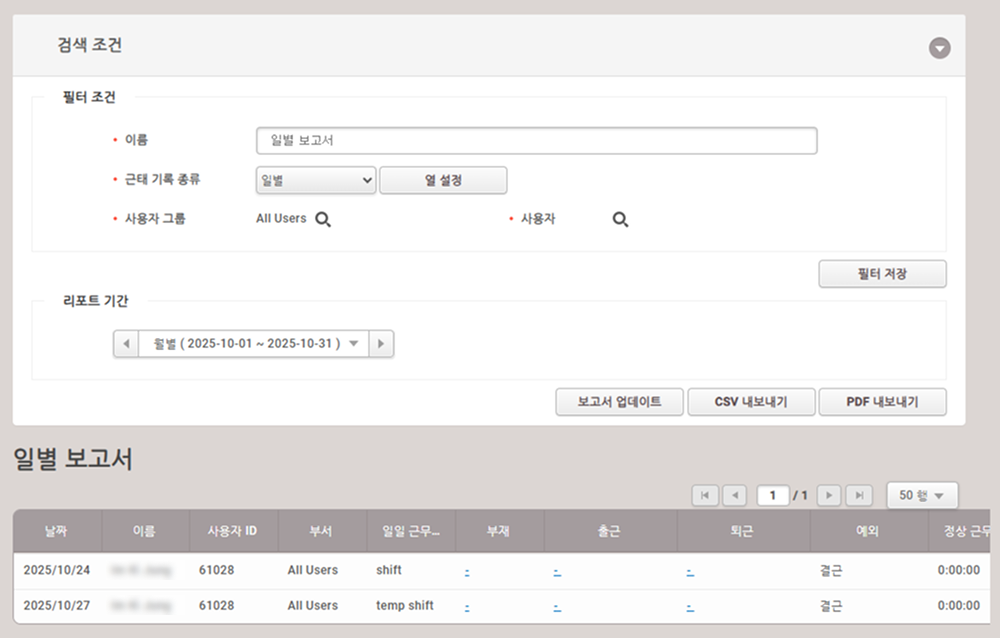 검색 조건
필터 조건
• 이름 일별 보고서
• 근태 기록 종류 일별 열 설정
• 사용자 그룹 All Users • 사용자
필터 저장
리포트 기간
월별 ( 2025-10-01 ~ 2025-10-31 )
보고서 업데이트 CSV 내보내기 PDF 내보내기
일별 보고서
1 / 1 50 행
날짜 이름 사용자 ID 부서 일일 근무... 부재 출근 퇴근 예외 정상 근무
2025/10/24 61028 All Users shift - - - 결근 0:00:00
2025/10/27 61028 All Users temp shift - - - 결근 0:00:00